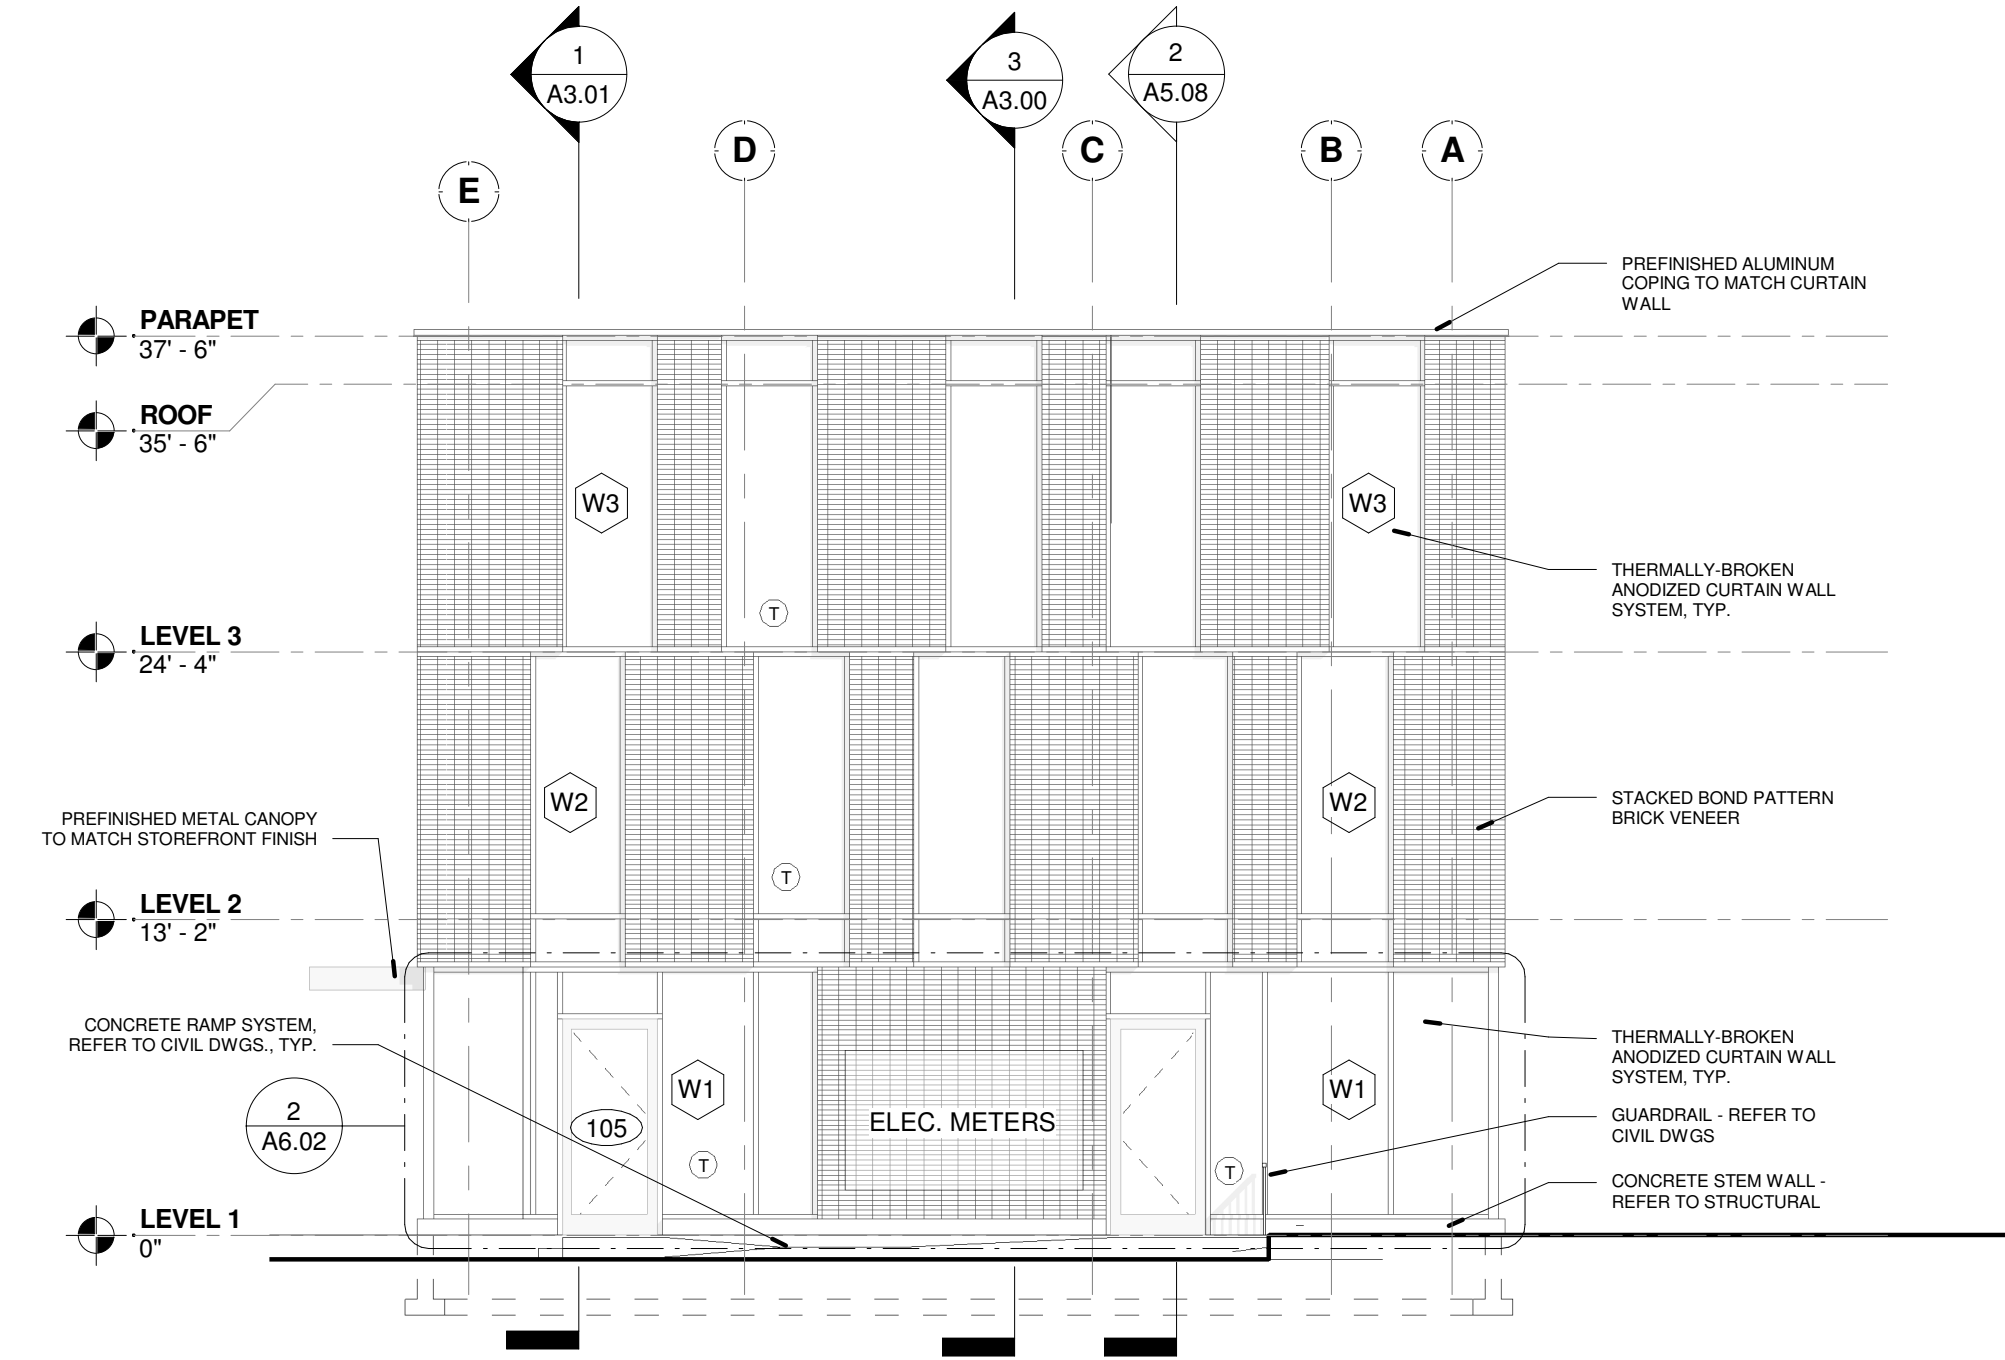 1
A3.01
3
A3.00
2
A5.08
E
D
C
B
A
PREFINISHED ALUMINUM
COPING TO MATCH CURTAIN
WALL
PARAPET
37' - 6"
ROOF
35' - 6"
W3
W3
THERMALLY-BROKEN
ANODIZED CURTAIN WALL
SYSTEM, TYP.
T
LEVEL 3
24' - 4"
W2
W2
STACKED BOND PATTERN
BRICK VENEER
PREFINISHED METAL CANOPY
TO MATCH STOREFRONT FINISH
T
LEVEL 2
13' - 2"
CONCRETE RAMP SYSTEM,
REFER TO CIVIL DWGS., TYP.
THERMALLY-BROKEN
ANODIZED CURTAIN WALL
SYSTEM, TYP.
W1
W1
2
A6.02
105
ELEC. METERS
GUARDRAIL - REFER TO
CIVIL DWGS
T
T
CONCRETE STEM WALL -
REFER TO STRUCTURAL
LEVEL 1
0"